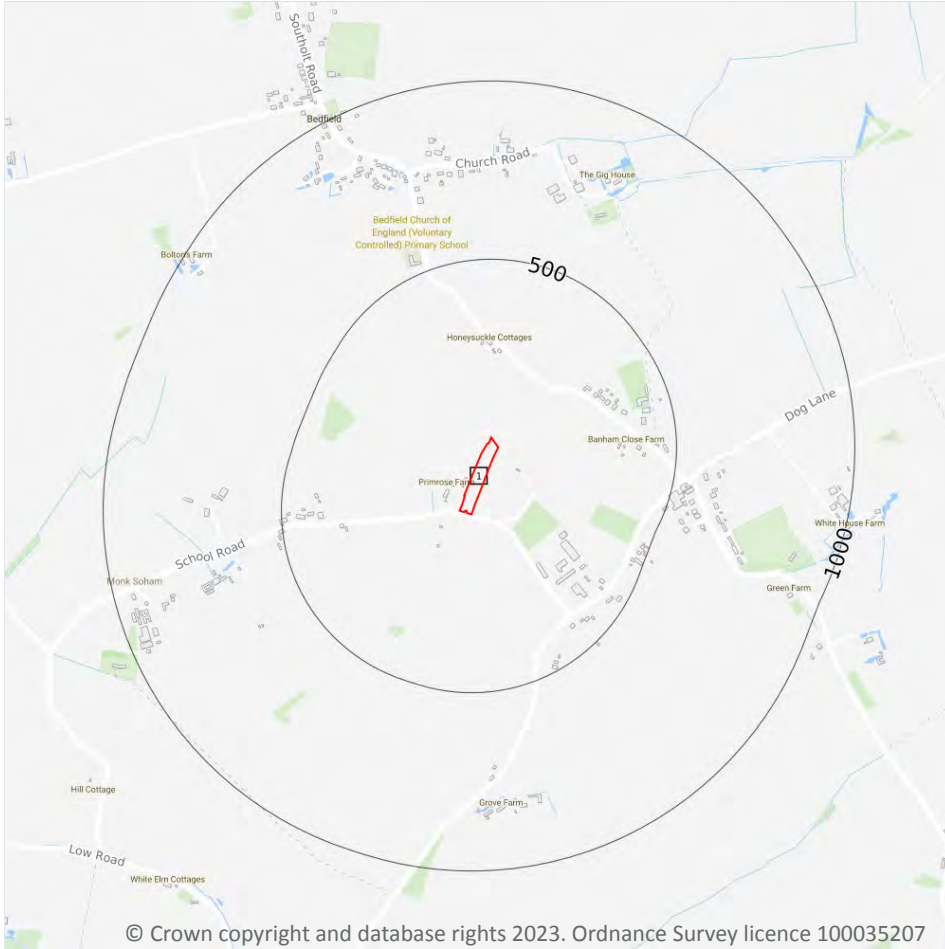 Southolt Road
Bedfield
Church Road
The Gig House
Bedfield Church of
England (Voluntary
Controlled) Primary School
Bolton's Farm
500
Honeysuckle Cottages
Dog Lane
Banham Close Farm
1
Primrose Farm
White House Farm
School Road
1000
Monk Soham
Green Farm
Hill Cottage
Grove Farm
Low Road
White Elm Cottages
© Crown copyright and database rights 2023. Ordnance Survey licence 100035207